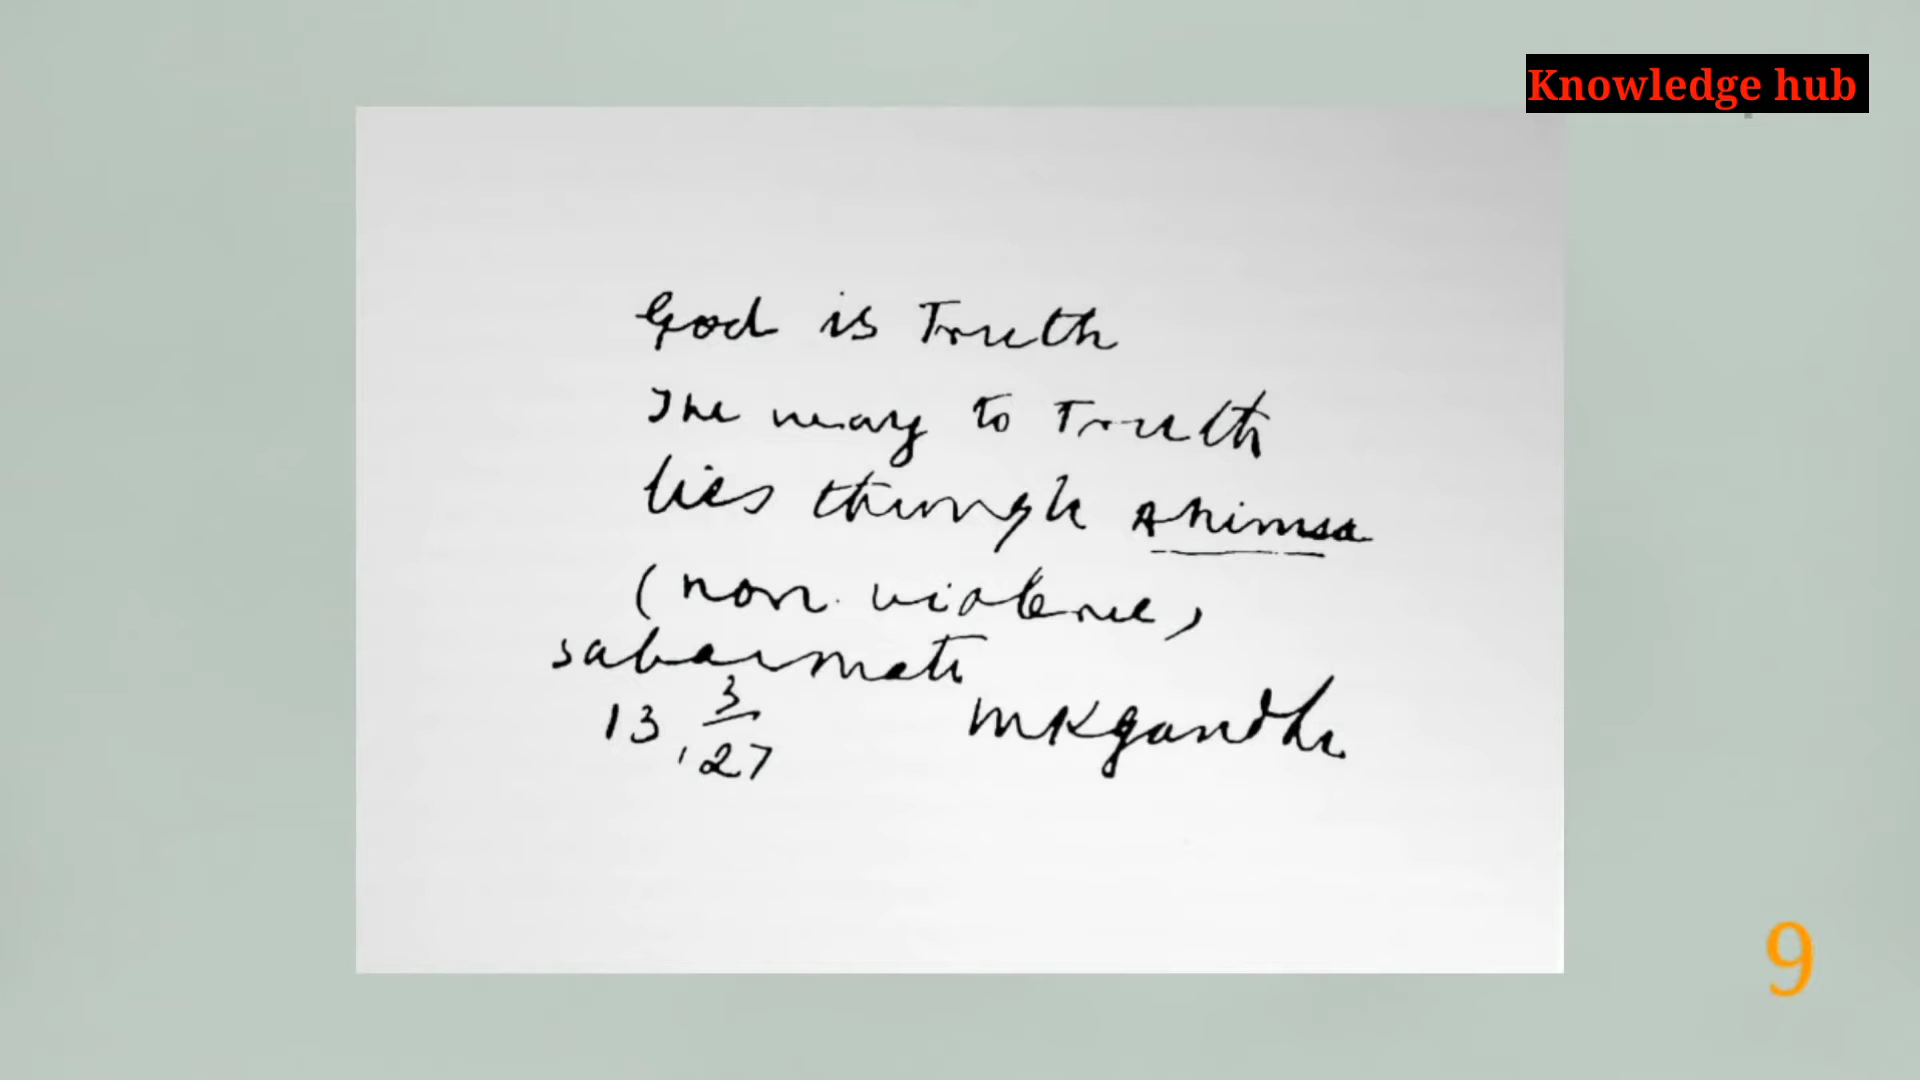 Knowledge hub
God is Truth
The way to Truth
lies through Ahimsa
(non violence)
sabarmati
13 3/27
MKGandhi
9